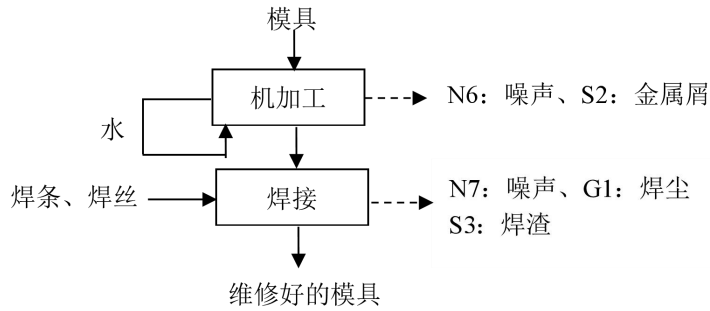 模具
机加工
N6：噪声、S2：金属屑
水
焊条、焊丝
焊接
N7：噪声、G1：焊尘
S3：焊渣
维修好的模具